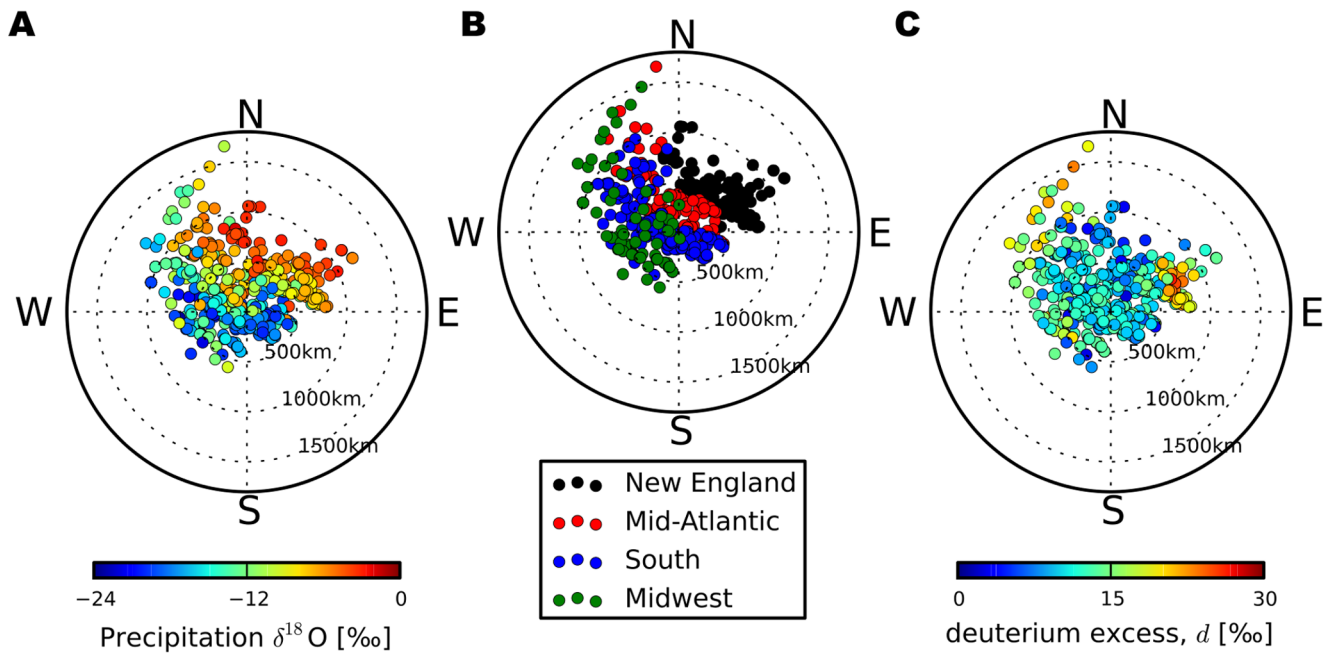 A
B
C
N
W
E
S
500km
1000km
1500km
N
W
E
S
500km
1000km
1500km
N
W
E
S
500km
1000km
1500km
New England
Mid-Atlantic
South
Midwest
−24 −12 0
Precipitation δ¹⁸O [‰]
0 15 30
deuterium excess, d [‰]